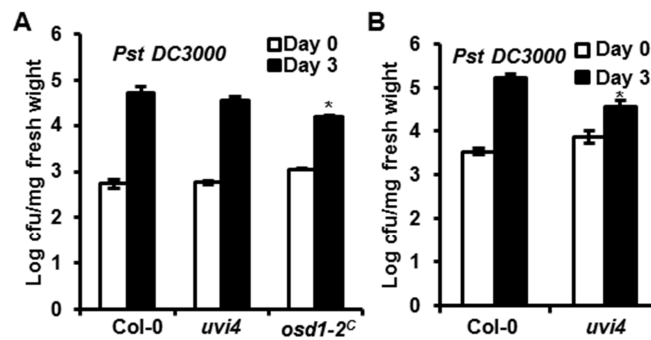 A
Pst DC3000
Day 0
Day 3
Log cfu/mg fresh wight
6
5
4
3
2
1
0
*
Col-0 uvi4 osd1-2ᶜ
B
Pst DC3000
Day 0
Day 3
Log cfu/mg fresh wight
6
5
4
3
2
1
0
*
Col-0 uvi4